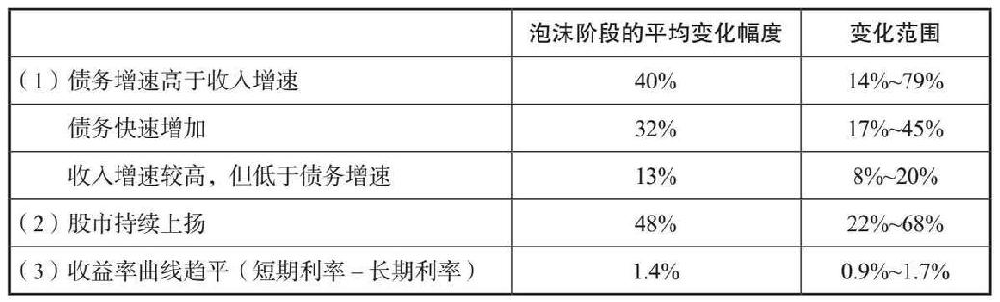 泡沫阶段的平均变化幅度 变化范围
（1）债务增速高于收入增速 40% 14%~79%
债务快速增加 32% 17%~45%
收入增速较高，但低于债务增速 13% 8%~20%
（2）股市持续上扬 48% 22%~68%
（3）收益率曲线趋平（短期利率－长期利率） 1.4% 0.9%~1.7%